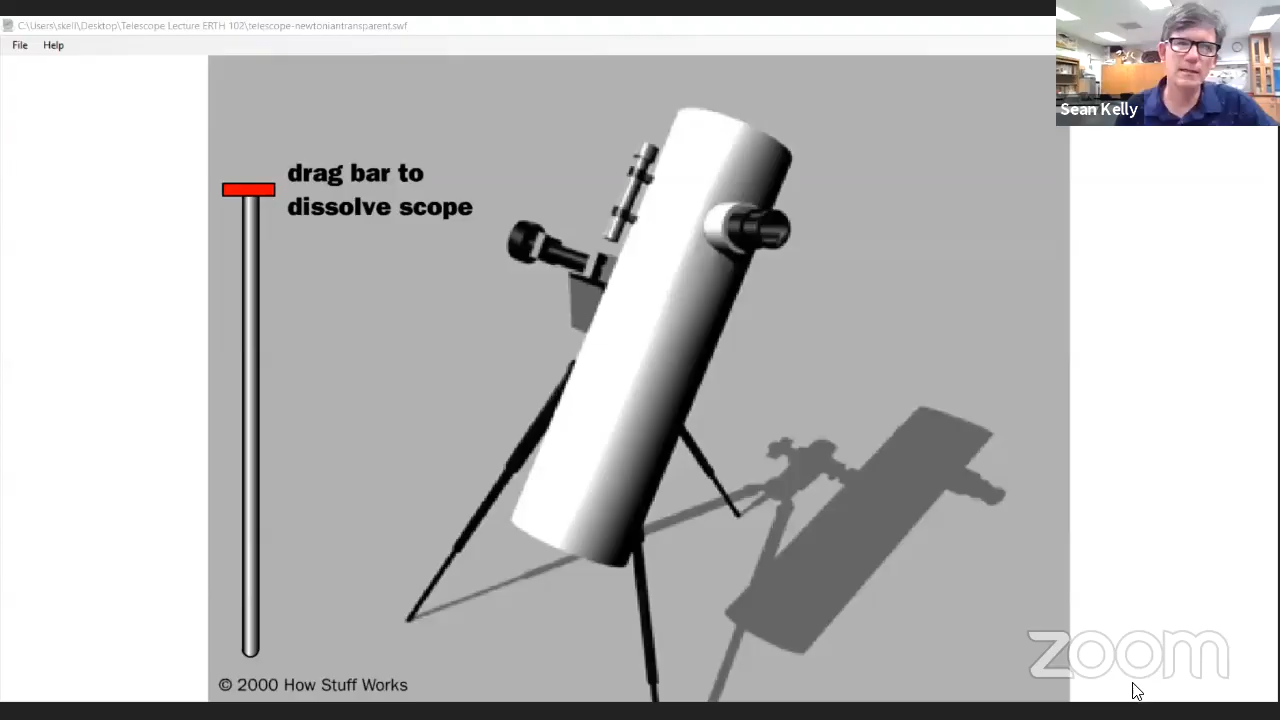 C:\Users\skell\Desktop\Telescope Lecture ERTH 102\telescope-newtoniantransparent.swf
File Help
Sean Kelly
drag bar to
dissolve scope
zoom
© 2000 How Stuff Works